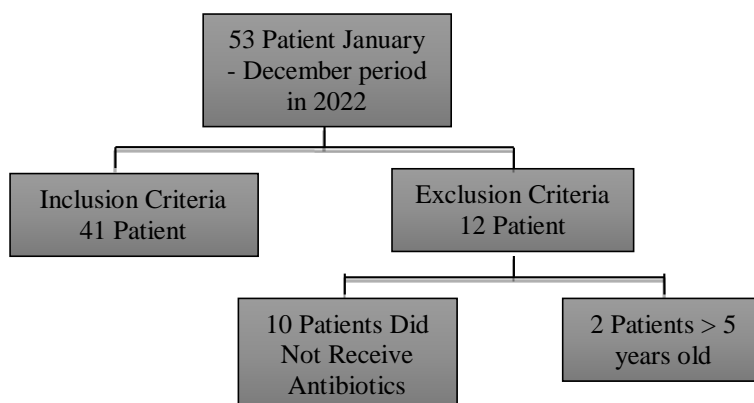 53 Patient January
- December period
in 2022
Inclusion Criteria
41 Patient
Exclusion Criteria
12 Patient
10 Patients Did
Not Receive
Antibiotics
2 Patients > 5
years old